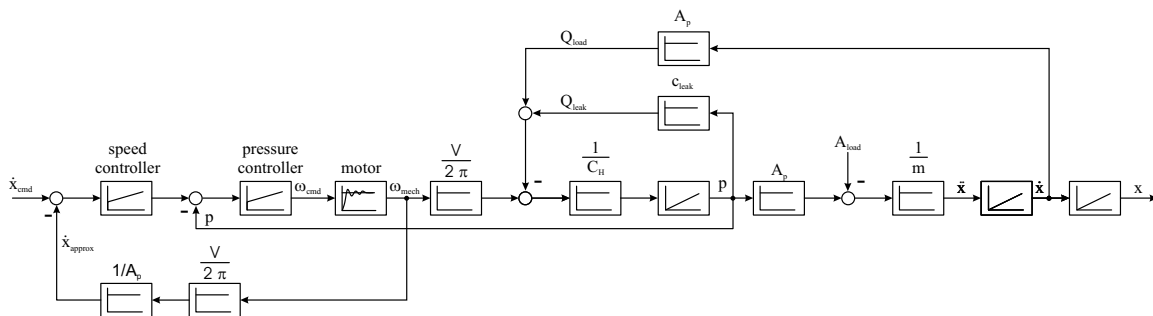 A_p
Q_load
c_leak
Q_leak
speed
controller
pressure
controller
motor
V
2 π
1
C_H
A_load
1
m
ẋ_cmd
ω_cmd
ω_mech
p
A_p
ẍ
ẋ
x
p
ẋ_approx
1/A_p
V
2 π